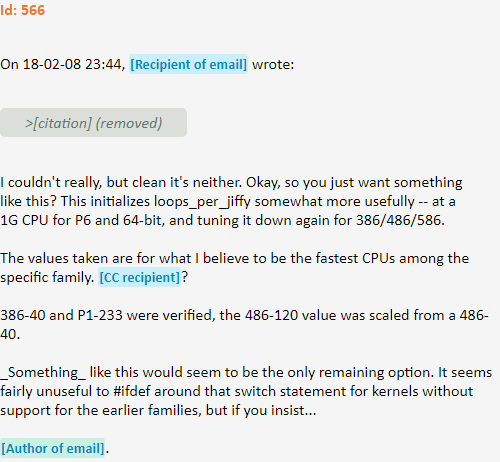 Id: 566
On 18-02-08 23:44, [Recipient of email] wrote:
>[citation] (removed)
I couldn't really, but clean it's neither. Okay, so you just want something
like this? This initializes loops_per_jiffy somewhat more usefully -- at a
1G CPU for P6 and 64-bit, and tuning it down again for 386/486/586.
The values taken are for what I believe to be the fastest CPUs among the
specific family. [CC recipient]?
386-40 and P1-233 were verified, the 486-120 value was scaled from a 486-
40.
_Something_ like this would seem to be the only remaining option. It seems
fairly unuseful to #ifdef around that switch statement for kernels without
support for the earlier families, but if you insist...
[Author of email].